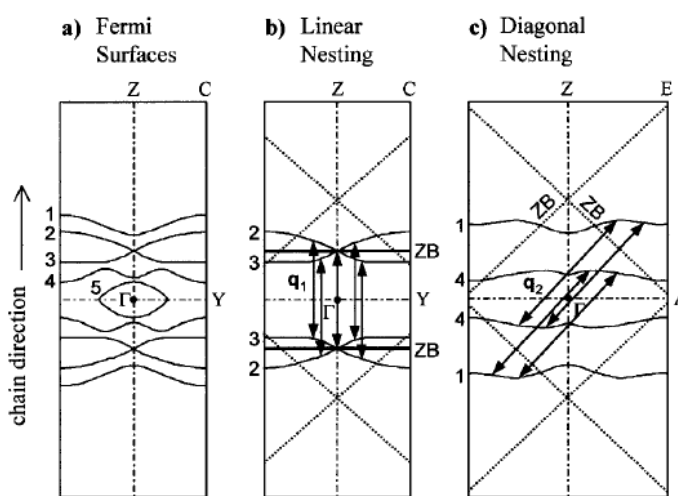 a) Fermi Surfaces
b) Linear Nesting
c) Diagonal Nesting
Z C
Z C
Z E
chain direction
1
2
3
4
5
Γ
Y
2
3
q1
Γ
3
2
ZB
Y
ZB
1
4
4
1
ZB
ZB
q2
Γ